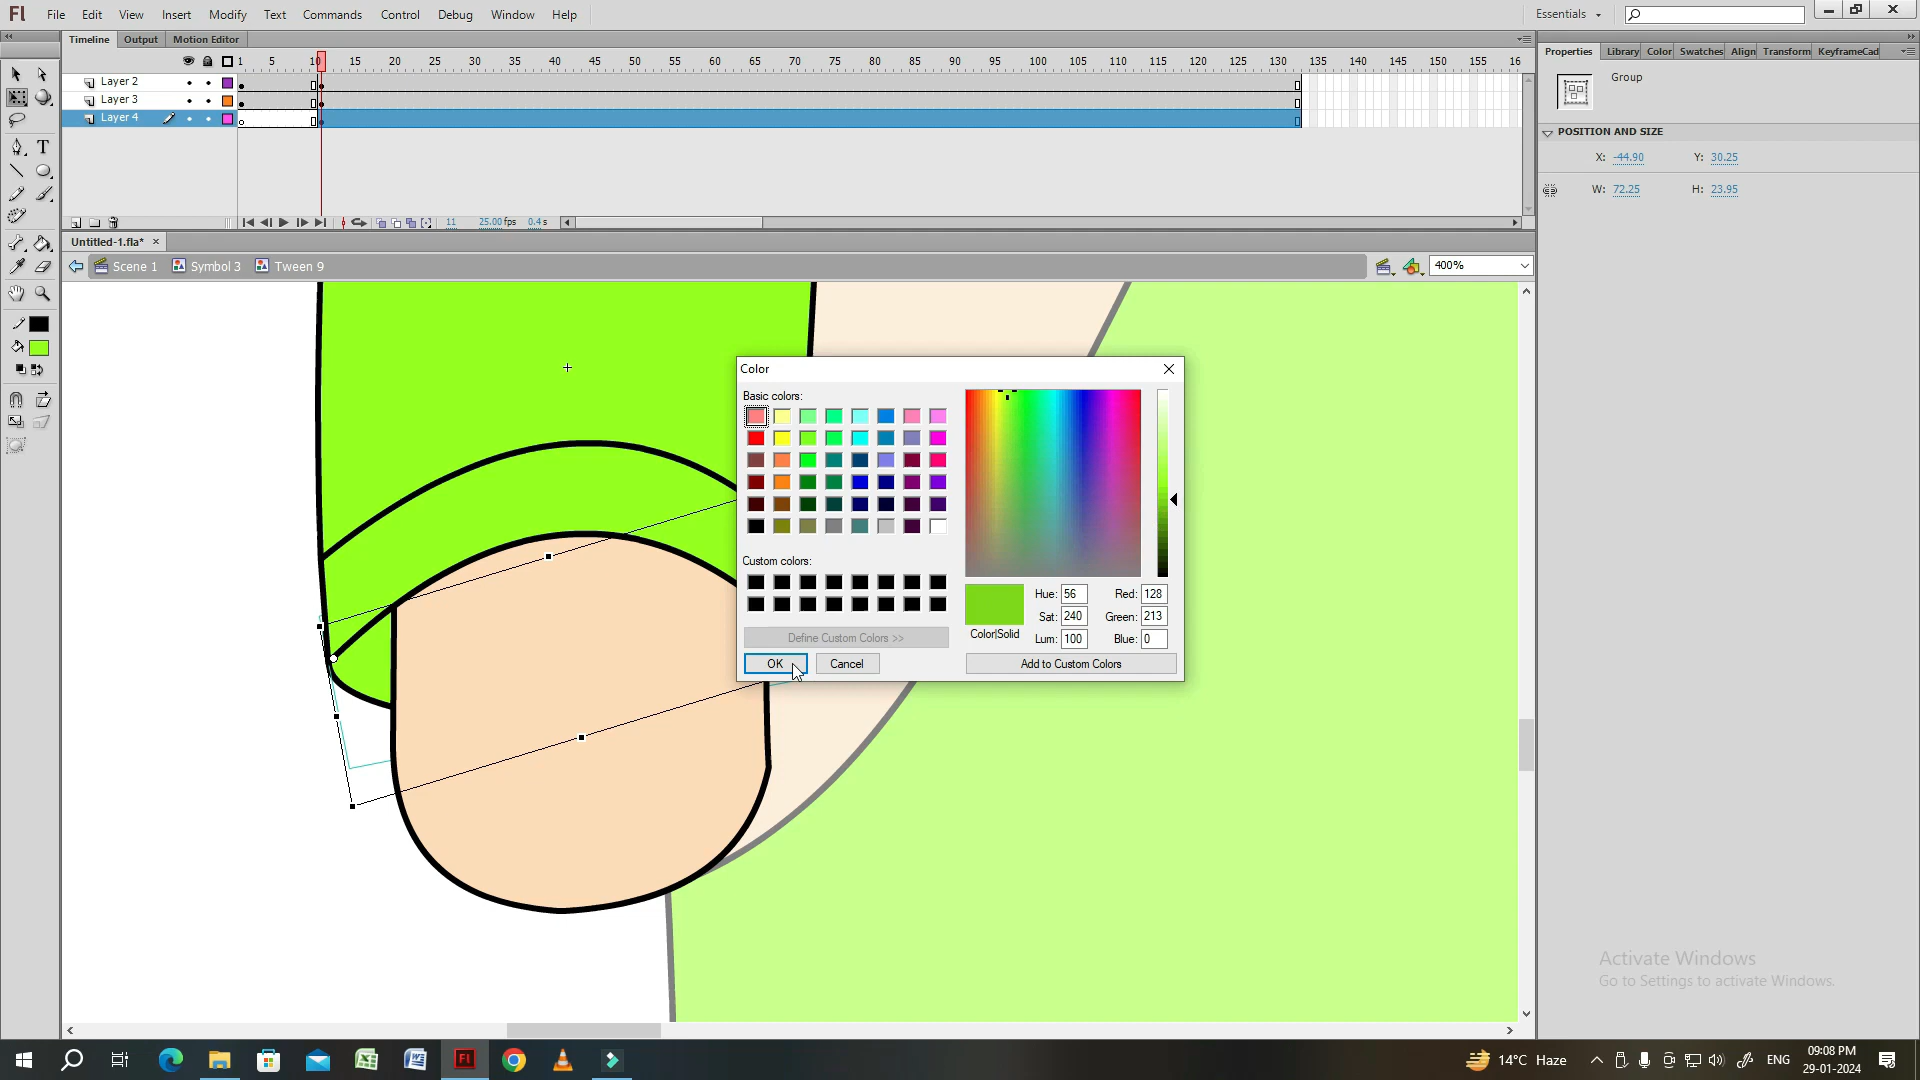 Fl File Edit View Insert Modify Text Commands Control Debug Window Help Essentials
Timeline Output Motion Editor
Properties Library Color Swatches Align Transform KeyframeCad
1 5 10 15 20 25 30 35 40 45 50 55 60 65 70 75 80 85 90 95 100 105 110 115 120 125 130 135 140 145 150 155 16
Layer 2
Layer 3
Layer 4
Group
POSITION AND SIZE
X: -44.90 Y: 30.25
W: 72.25 H: 23.95
11 25.00 fps 0.4 s
Untitled-1.fla* ×
Scene 1 Symbol 3 Tween 9 400%
T
Color
Basic colors:
Custom colors:
Define Custom Colors >>
OK Cancel
Color|Solid
Hue: 56 Red: 128
Sat: 240 Green: 213
Lum: 100 Blue: 0
Add to Custom Colors
Activate Windows
Go to Settings to activate Windows.
Fl
14°C Haze
ENG
09:08 PM
29-01-2024